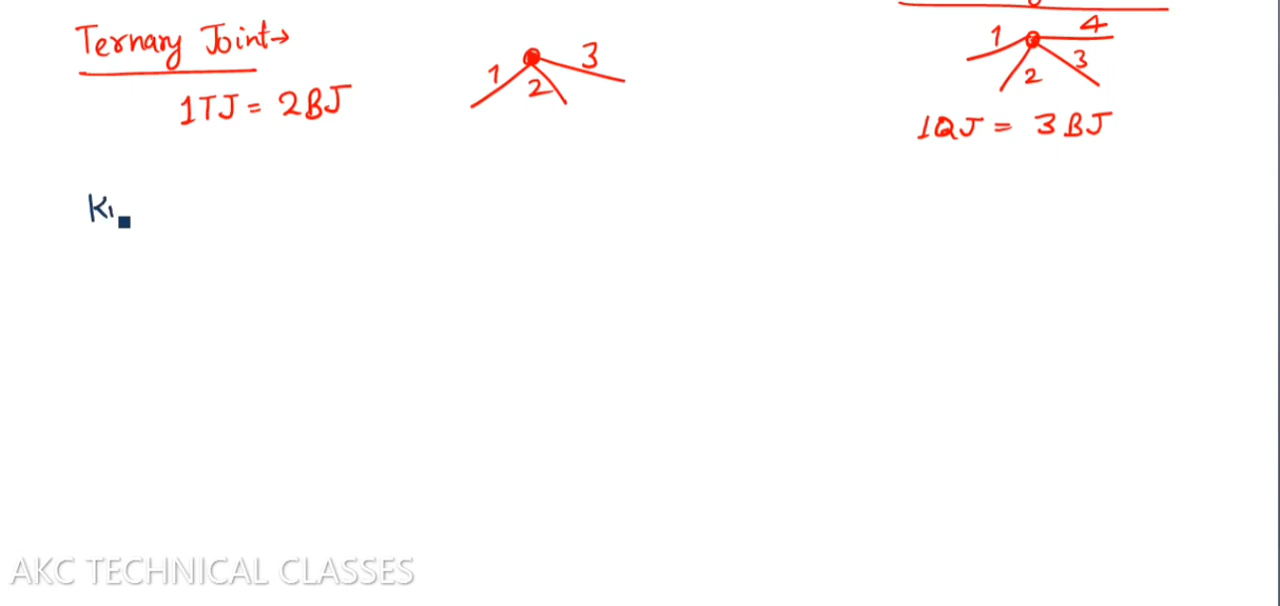 Ternary Joint→
1TJ = 2BJ
1 2 3
1 2 3 4
1QJ = 3BJ
K
AKC TECHNICAL CLASSES